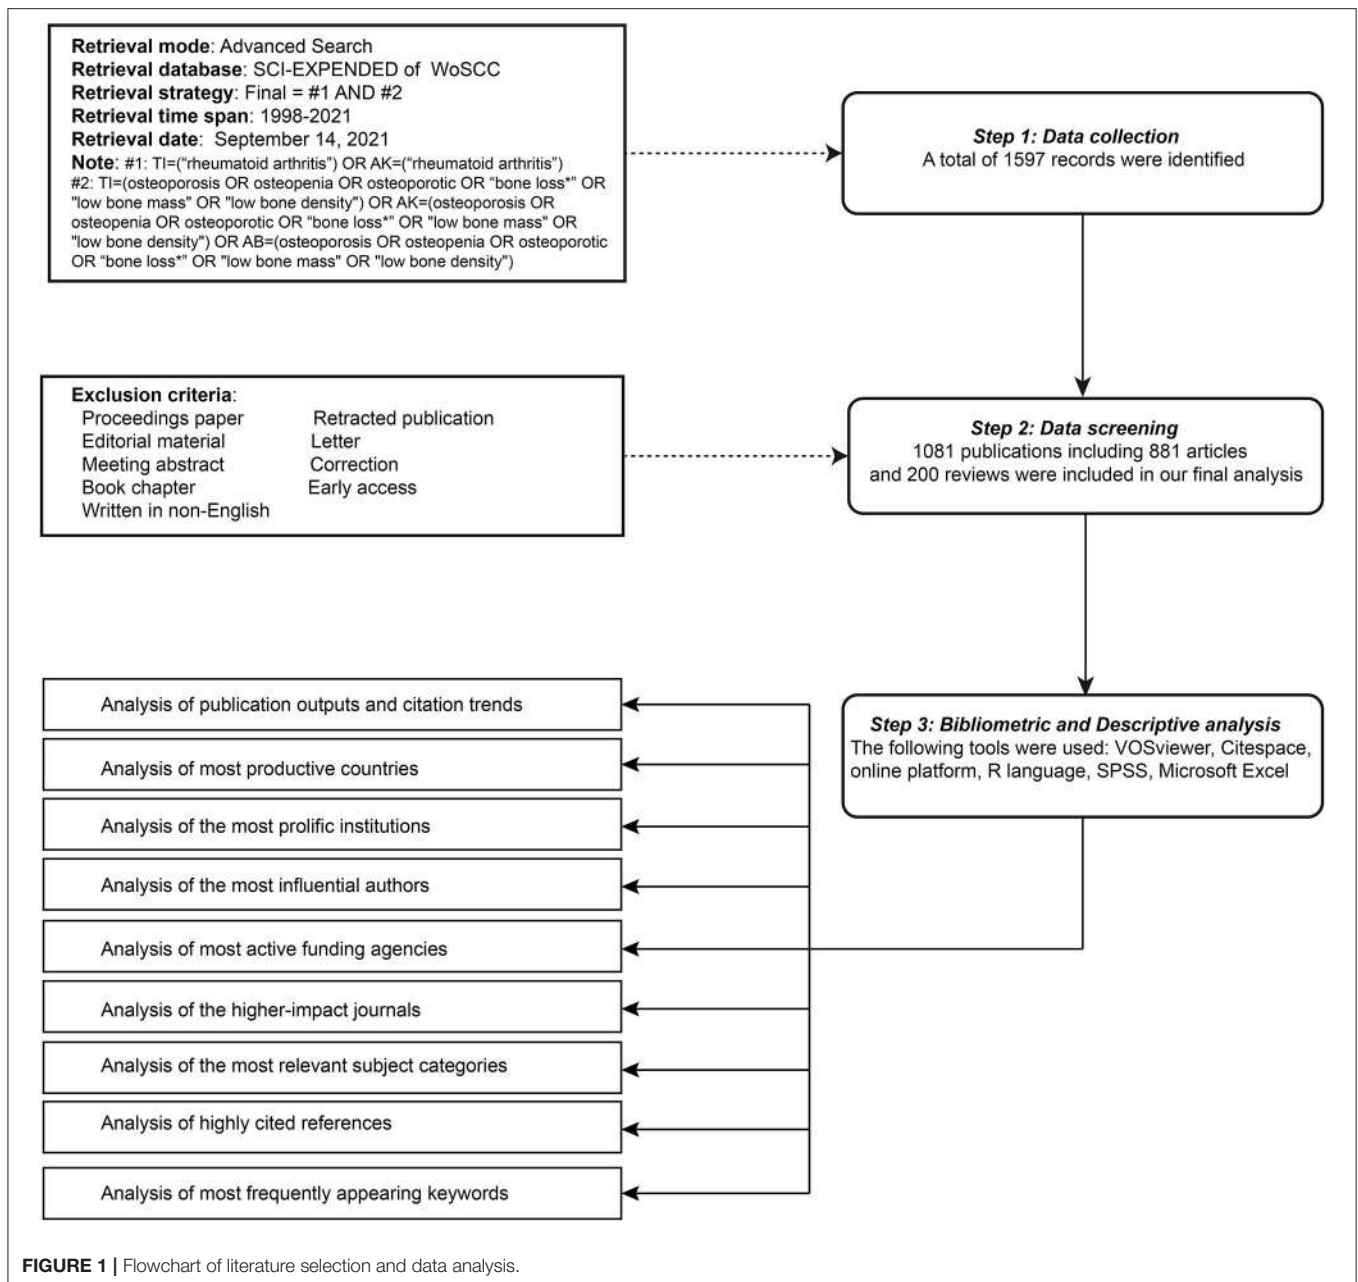 Retrieval mode: Advanced Search
Retrieval database: SCI-EXPENDED of WoSCC
Retrieval strategy: Final = #1 AND #2
Retrieval time span: 1998-2021
Retrieval date: September 14, 2021
Note: #1: TI=(“rheumatoid arthritis”) OR AK=(“rheumatoid arthritis”)
#2: TI=(osteoporosis OR osteopenia OR osteoporotic OR “bone loss*” OR
"low bone mass" OR "low bone density") OR AK=(osteoporosis OR
osteopenia OR osteoporotic OR “bone loss*” OR "low bone mass" OR
"low bone density") OR AB=(osteoporosis OR osteopenia OR osteoporotic
OR “bone loss*” OR "low bone mass" OR "low bone density")
Step 1: Data collection
A total of 1597 records were identified
Exclusion criteria:
Proceedings paper Retracted publication
Editorial material Letter
Meeting abstract Correction
Book chapter Early access
Written in non-English
Step 2: Data screening
1081 publications including 881 articles
and 200 reviews were included in our final analysis
Step 3: Bibliometric and Descriptive analysis
The following tools were used: VOSviewer, Citespace,
online platform, R language, SPSS, Microsoft Excel
Analysis of publication outputs and citation trends
Analysis of most productive countries
Analysis of the most prolific institutions
Analysis of the most influential authors
Analysis of most active funding agencies
Analysis of the higher-impact journals
Analysis of the most relevant subject categories
Analysis of highly cited references
Analysis of most frequently appearing keywords
FIGURE 1 | Flowchart of literature selection and data analysis.